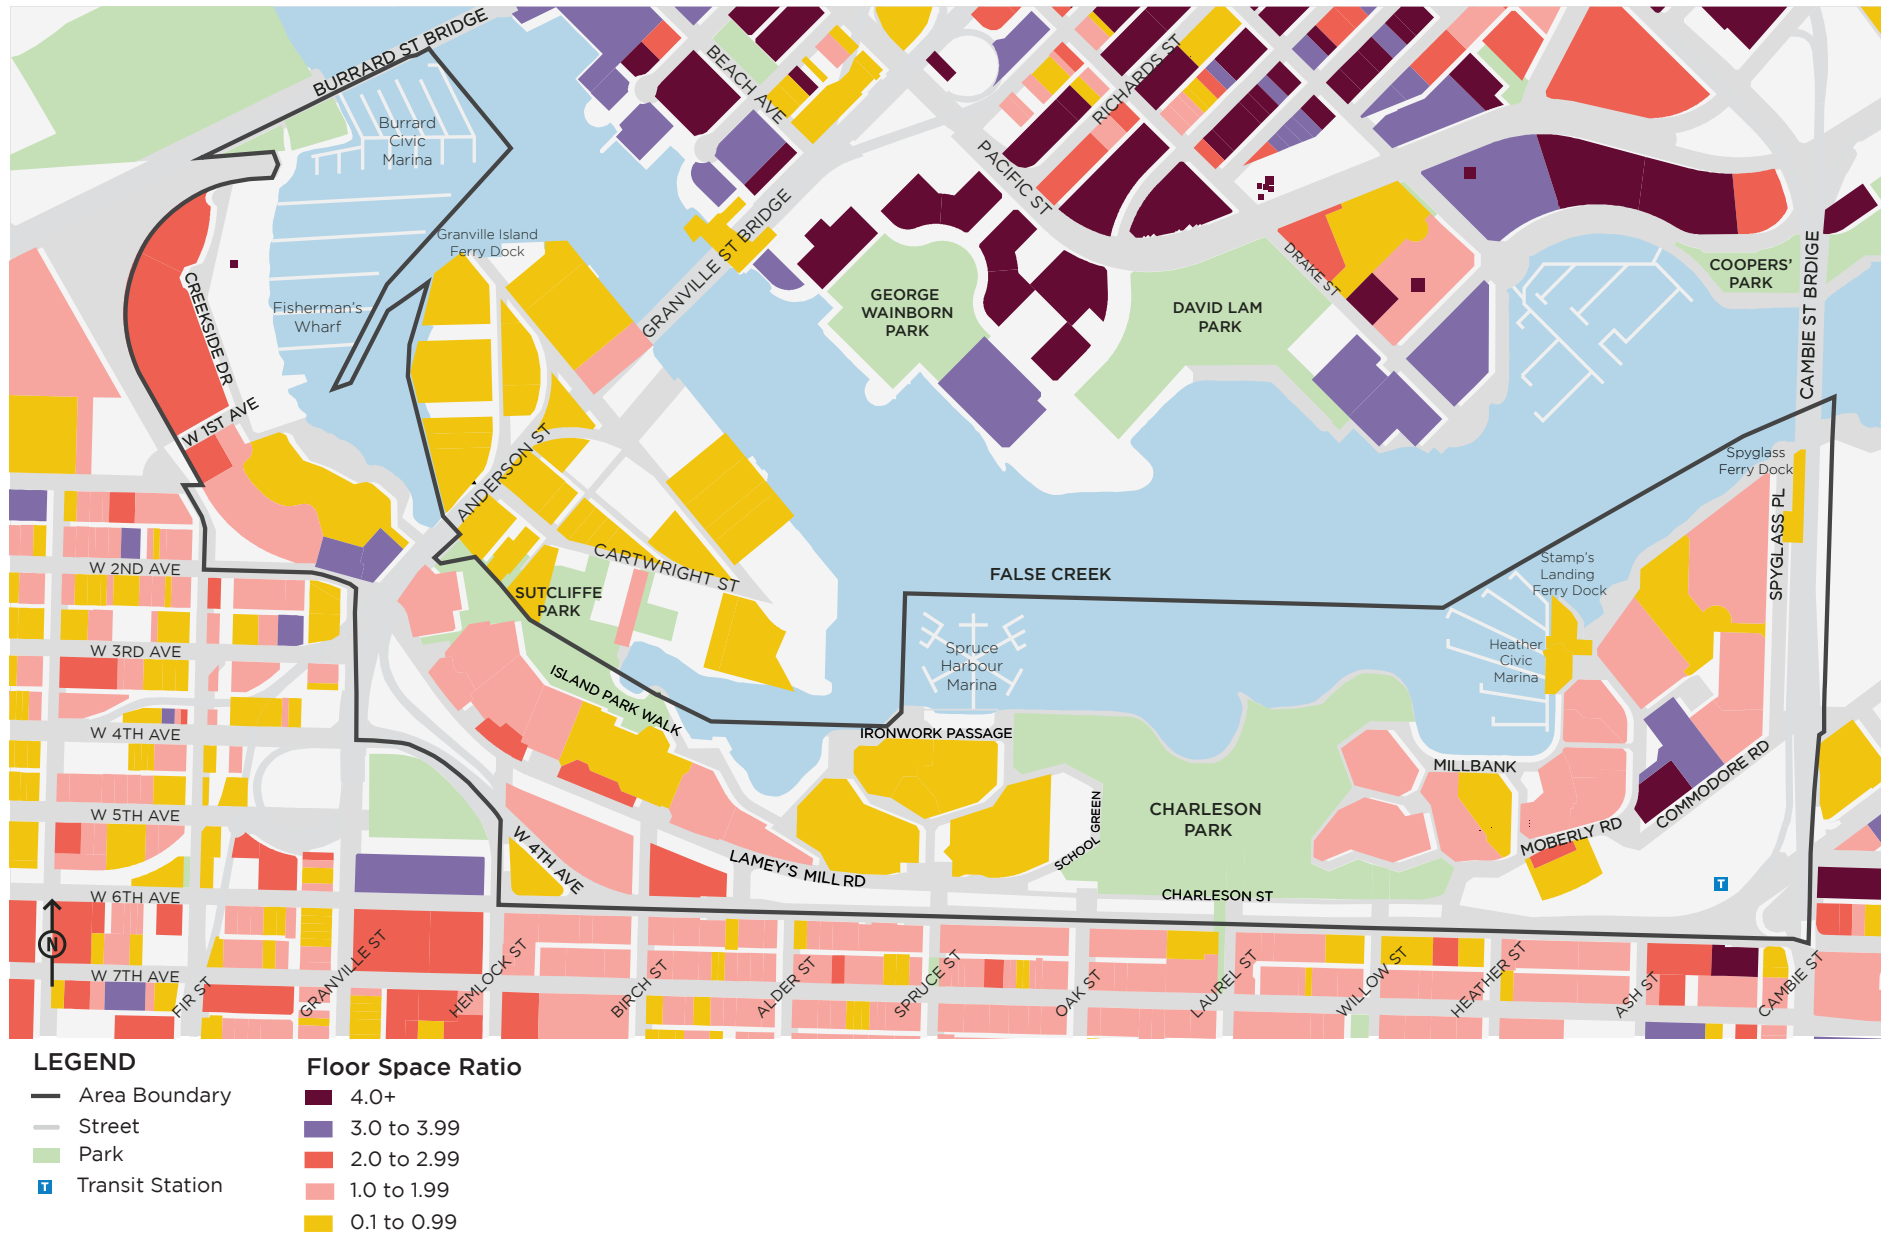 BURRARD ST BRIDGE
BEACH AVE
RICHARDS ST
Burrard
Civic
Marina
PACIFIC ST
GRANVILLE ST BRIDGE
Granville Island
Ferry Dock
DRAKE ST
COOPERS'
PARK
CAMBIE ST BRDIGE
CREEKSIDE DR
Fisherman's
Wharf
GEORGE
WAINBORN
PARK
DAVID LAM
PARK
W 1ST AVE
ANDERSON ST
Spyglass
Ferry Dock
SPYGLASS PL
CARTWRIGHT ST
W 2ND AVE
SUTCLIFFE
PARK
FALSE CREEK
Stamp's
Landing
Ferry Dock
W 3RD AVE
Spruce
Harbour
Marina
Heather
Civic
Marina
ISLAND PARK WALK
W 4TH AVE
IRONWORK PASSAGE
MILLBANK
COMMODORE RD
W 5TH AVE
W 4TH AVE
SCHOOL GREEN
CHARLESON
PARK
MOBERLY RD
LAMEY'S MILL RD
T
W 6TH AVE
CHARLESON ST
N
W 7TH AVE
FIR ST
GRANVILLE ST
HEMLOCK ST
BIRCH ST
ALDER ST
SPRUCE ST
OAK ST
LAUREL ST
WILLOW ST
HEATHER ST
ASH ST
CAMBIE ST
LEGEND
Area Boundary
Street
Park
T Transit Station
Floor Space Ratio
4.0+
3.0 to 3.99
2.0 to 2.99
1.0 to 1.99
0.1 to 0.99